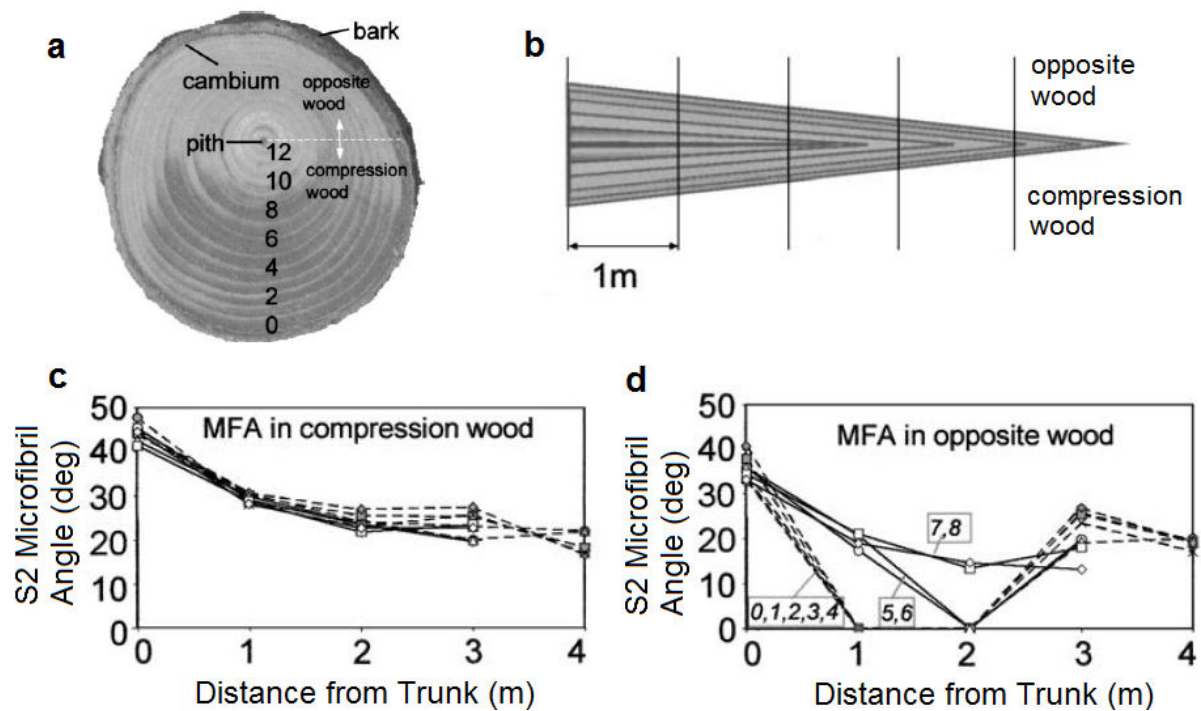 a
bark
cambium
opposite
wood
pith
12
compression
wood
10
8
6
4
2
0
b
opposite
wood
compression
wood
1m
c
MFA in compression wood
S2 Microfibril
Angle (deg)
50
40
30
20
10
0
0 1 2 3 4
Distance from Trunk (m)
d
MFA in opposite wood
S2 Microfibril
Angle (deg)
50
40
30
20
10
0
7,8
0,1,2,3,4
5,6
0 1 2 3 4
Distance from Trunk (m)